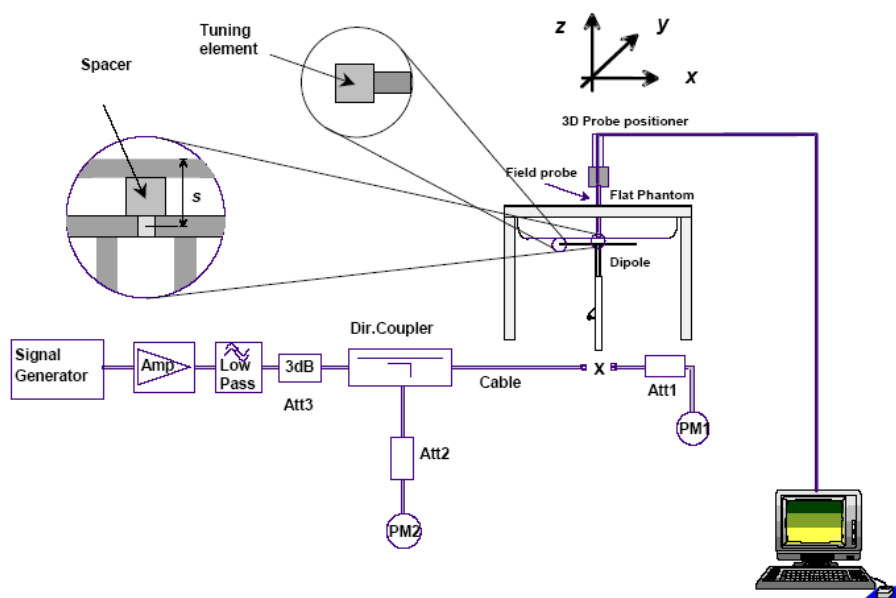 Tuning
element
Spacer
s
z
y
x
3D Probe positioner
Field probe
Flat Phantom
Dipole
Dir.Coupler
Signal
Generator
Amp
Low
Pass
3dB
Att3
Cable
X
Att1
PM1
Att2
PM2